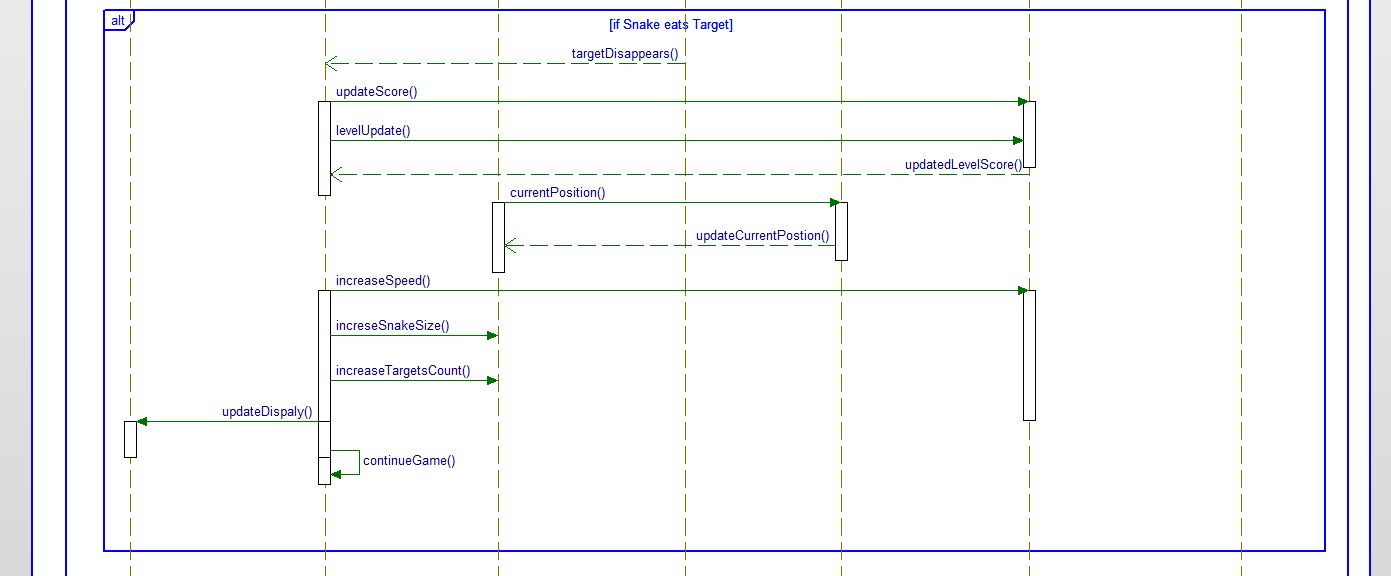 alt
[if Snake eats Target]
targetDisappears()
updateScore()
levelUpdate()
updatedLevelScore()
currentPosition()
updateCurrentPostion()
increaseSpeed()
increseSnakeSize()
increaseTargetsCount()
updateDispaly()
continueGame()